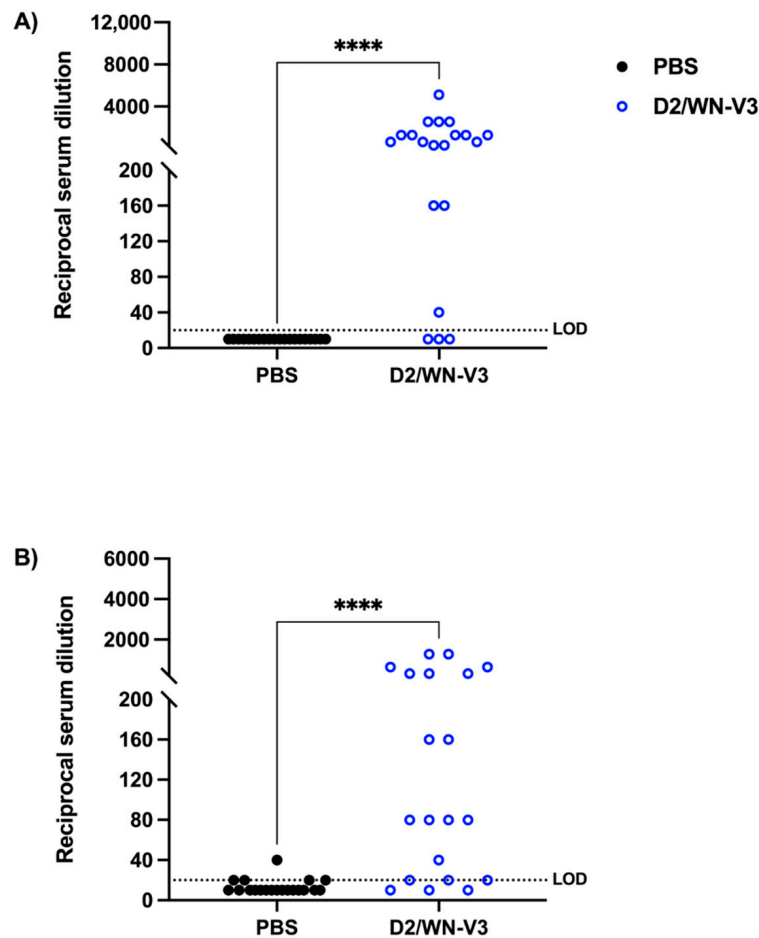 A)
12,000
8000
4000
200
160
120
80
40
0
Reciprocal serum dilution
****
PBS
D2/WN-V3
LOD
PBS
D2/WN-V3
B)
6000
4000
2000
200
160
120
80
40
0
Reciprocal serum dilution
****
LOD
PBS
D2/WN-V3